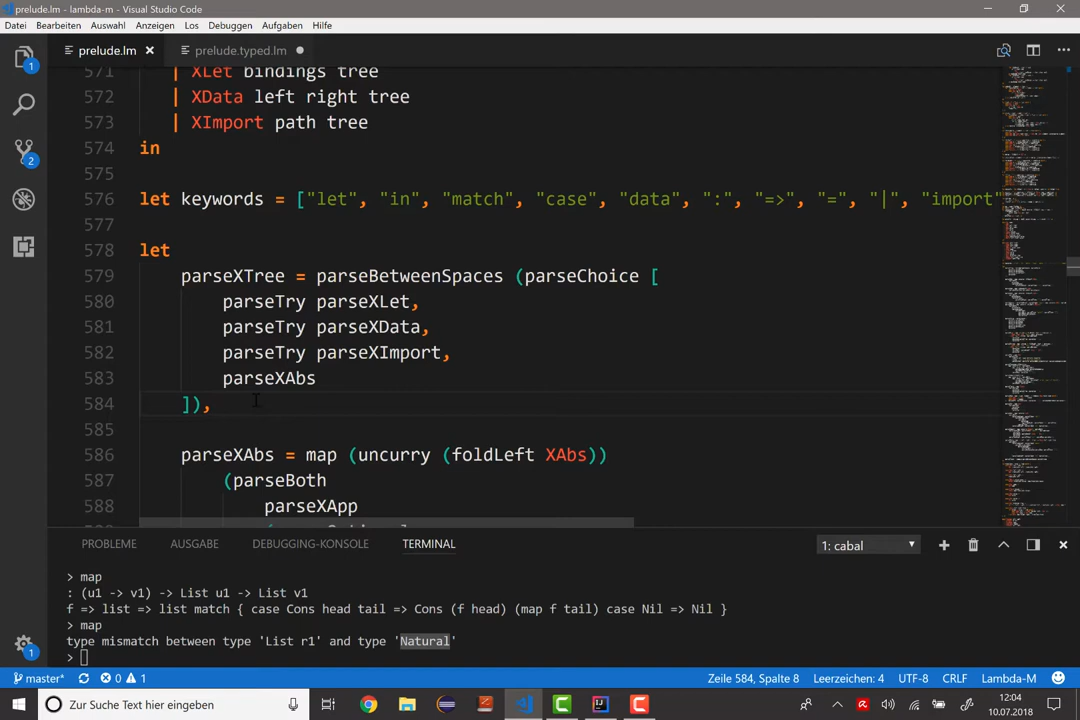 prelude.lm - lambda-m - Visual Studio Code
Datei Bearbeiten Auswahl Anzeigen Los Debuggen Aufgaben Hilfe
prelude.lm prelude.typed.lm
571 | XLet bindings tree
572 | XData left right tree
573 | XImport path tree
574 in
575
576 let keywords = ["let", "in", "match", "case", "data", ":", "=>", "=", "|", "import"
577
578 let
579 parseXTree = parseBetweenSpaces (parseChoice [
580 parseTry parseXLet,
581 parseTry parseXData,
582 parseTry parseXImport,
583 parseXAbs
584 ]),
585
586 parseXAbs = map (uncurry (foldLeft XAbs))
587 (parseBoth
588 parseXApp
PROBLEME AUSGABE DEBUGGING-KONSOLE TERMINAL 1: cabal
> map
: (u1 -> v1) -> List u1 -> List v1
f => list => list match { case Cons head tail => Cons (f head) (map f tail) case Nil => Nil }
> map
type mismatch between type 'List r1' and type 'Natural'
>
master* 0 1 Zeile 584, Spalte 8 Leerzeichen: 4 UTF-8 CRLF Lambda-M
Zur Suche Text hier eingeben
12:04
10.07.2018